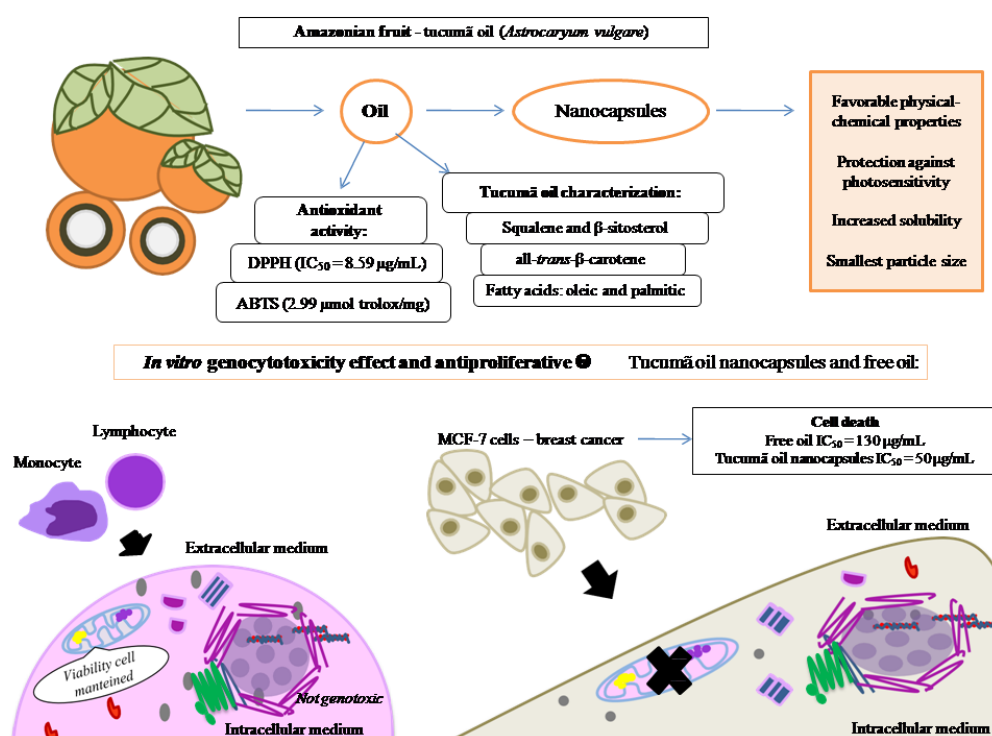 Amazonian fruit - tucumã oil (Astrocaryum vulgare)
Oil
Nanocapsules
Favorable physical-
chemical properties
Protection against
photosensitivity
Increased solubility
Smallest particle size
Antioxidant
activity:
DPPH (IC₅₀ = 8.59 µg/mL)
ABTS (2.99 µmol trolox/mg)
Tucumã oil characterization:
Squalene and β-sitosterol
all-trans-β-carotene
Fatty acids: oleic and palmitic
In vitro genocytotoxicity effect and antiproliferative Tucumã oil nanocapsules and free oil:
Lymphocyte
Monocyte
Extracellular medium
Viability cell
manteined
Not genotoxic
Intracellular medium
MCF-7 cells – breast cancer
Cell death
Free oil IC₅₀ = 130 µg/mL
Tucumã oil nanocapsules IC₅₀ = 50 µg/mL
Extracellular medium
Intracellular medium